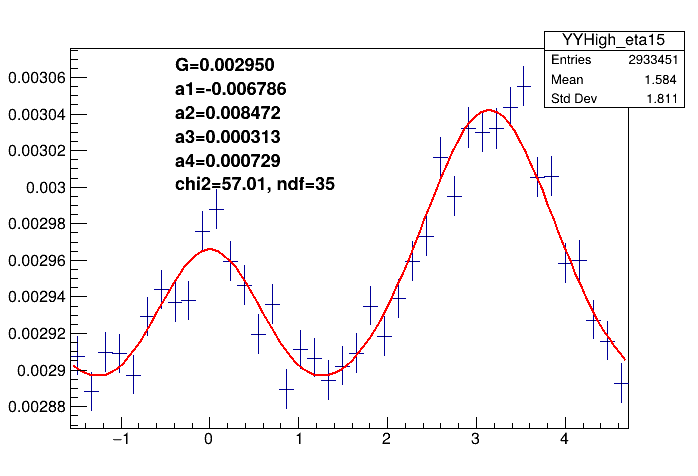 YYHigh_eta15
Entries 2933451
Mean 1.584
Std Dev 1.811
G=0.002950
a1=-0.006786
a2=0.008472
a3=0.000313
a4=0.000729
chi2=57.01, ndf=35
0.00306
0.00304
0.00302
0.003
0.00298
0.00296
0.00294
0.00292
0.0029
0.00288
−1 0 1 2 3 4